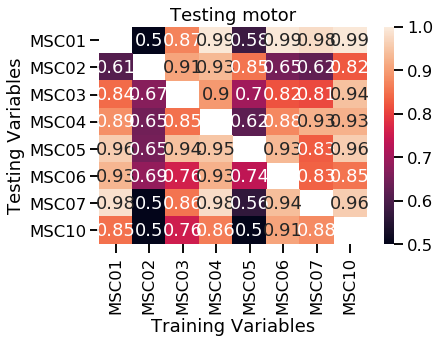 Testing motor
MSC01 0.5 0.87 0.99 0.58 0.99 0.98 0.99
MSC02 0.61 0.91 0.93 0.85 0.65 0.62 0.82
MSC03 0.84 0.67 0.9 0.7 0.82 0.81 0.94
MSC04 0.89 0.65 0.85 0.62 0.88 0.93 0.93
MSC05 0.96 0.65 0.94 0.95 0.93 0.83 0.96
MSC06 0.93 0.69 0.76 0.93 0.74 0.83 0.85
MSC07 0.98 0.5 0.86 0.98 0.56 0.94 0.96
MSC10 0.85 0.5 0.76 0.86 0.5 0.91 0.88
MSC01 MSC02 MSC03 MSC04 MSC05 MSC06 MSC07 MSC10
Training Variables
Testing Variables
1.0
0.9
0.8
0.7
0.6
0.5